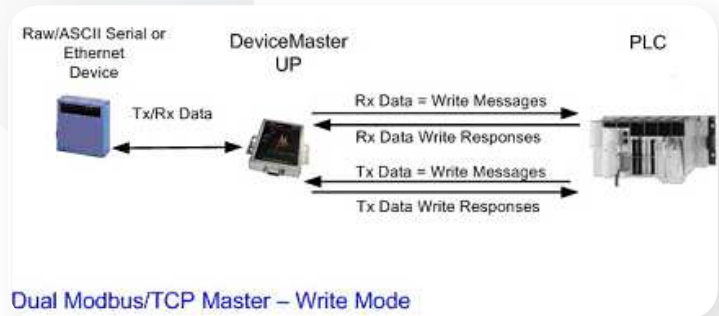 Raw/ASCII Serial or
Ethernet
Device
DeviceMaster
UP
PLC
Tx/Rx Data
Rx Data = Write Messages
Rx Data Write Responses
Tx Data = Write Messages
Tx Data Write Responses
Dual Modbus/TCP Master – Write Mode